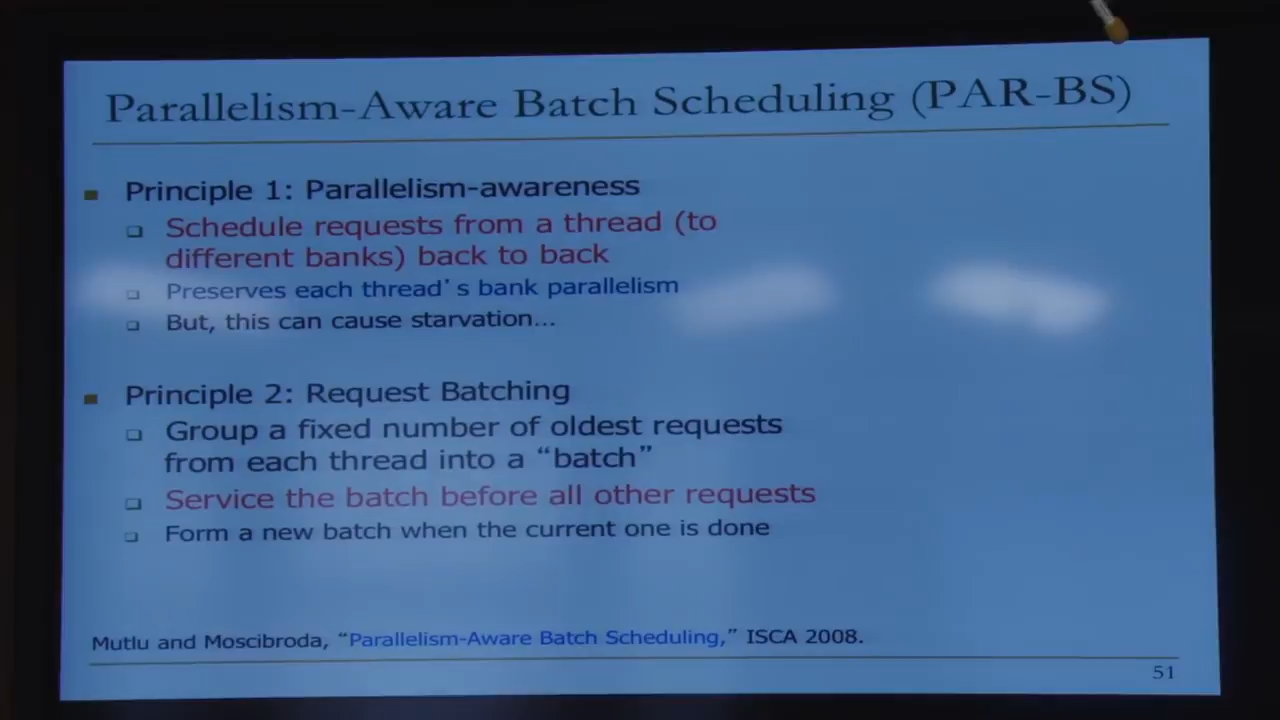 Parallelism-Aware Batch Scheduling (PAR-BS)
Principle 1: Parallelism-awareness
Schedule requests from a thread (to
different banks) back to back
Preserves each thread's bank parallelism
But, this can cause starvation…
Principle 2: Request Batching
Group a fixed number of oldest requests
from each thread into a “batch”
Service the batch before all other requests
Form a new batch when the current one is done
Mutlu and Moscibroda, “Parallelism-Aware Batch Scheduling,” ISCA 2008.
51